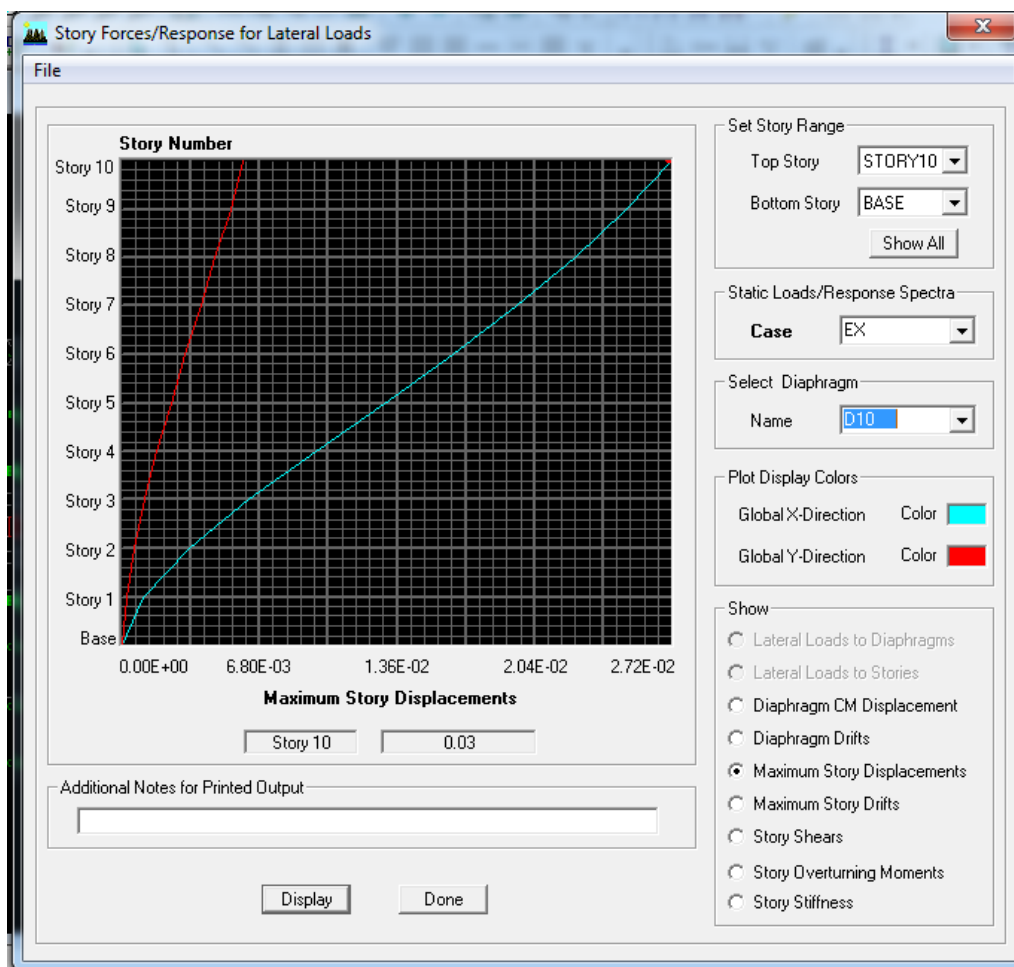 Story Forces/Response for Lateral Loads
File
Story Number
Story 10
Story 9
Story 8
Story 7
Story 6
Story 5
Story 4
Story 3
Story 2
Story 1
Base
0.00E+00 6.80E-03 1.36E-02 2.04E-02 2.72E-02
Maximum Story Displacements
Story 10 0.03
Additional Notes for Printed Output
Display Done
Set Story Range
Top Story STORY10
Bottom Story BASE
Show All
Static Loads/Response Spectra
Case EX
Select Diaphragm
Name D10
Plot Display Colors
Global X-Direction Color
Global Y-Direction Color
Show
Lateral Loads to Diaphragms
Lateral Loads to Stories
Diaphragm CM Displacement
Diaphragm Drifts
Maximum Story Displacements
Maximum Story Drifts
Story Shears
Story Overturning Moments
Story Stiffness